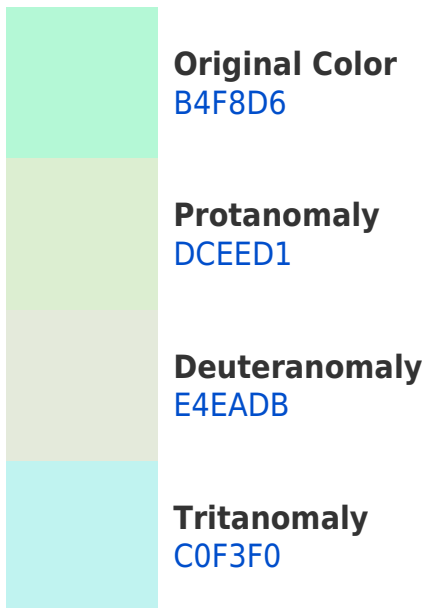 Original Color
B4F8D6
Protanomaly
DCEED1
Deuteranomaly
E4EADB
Tritanomaly
C0F3F0